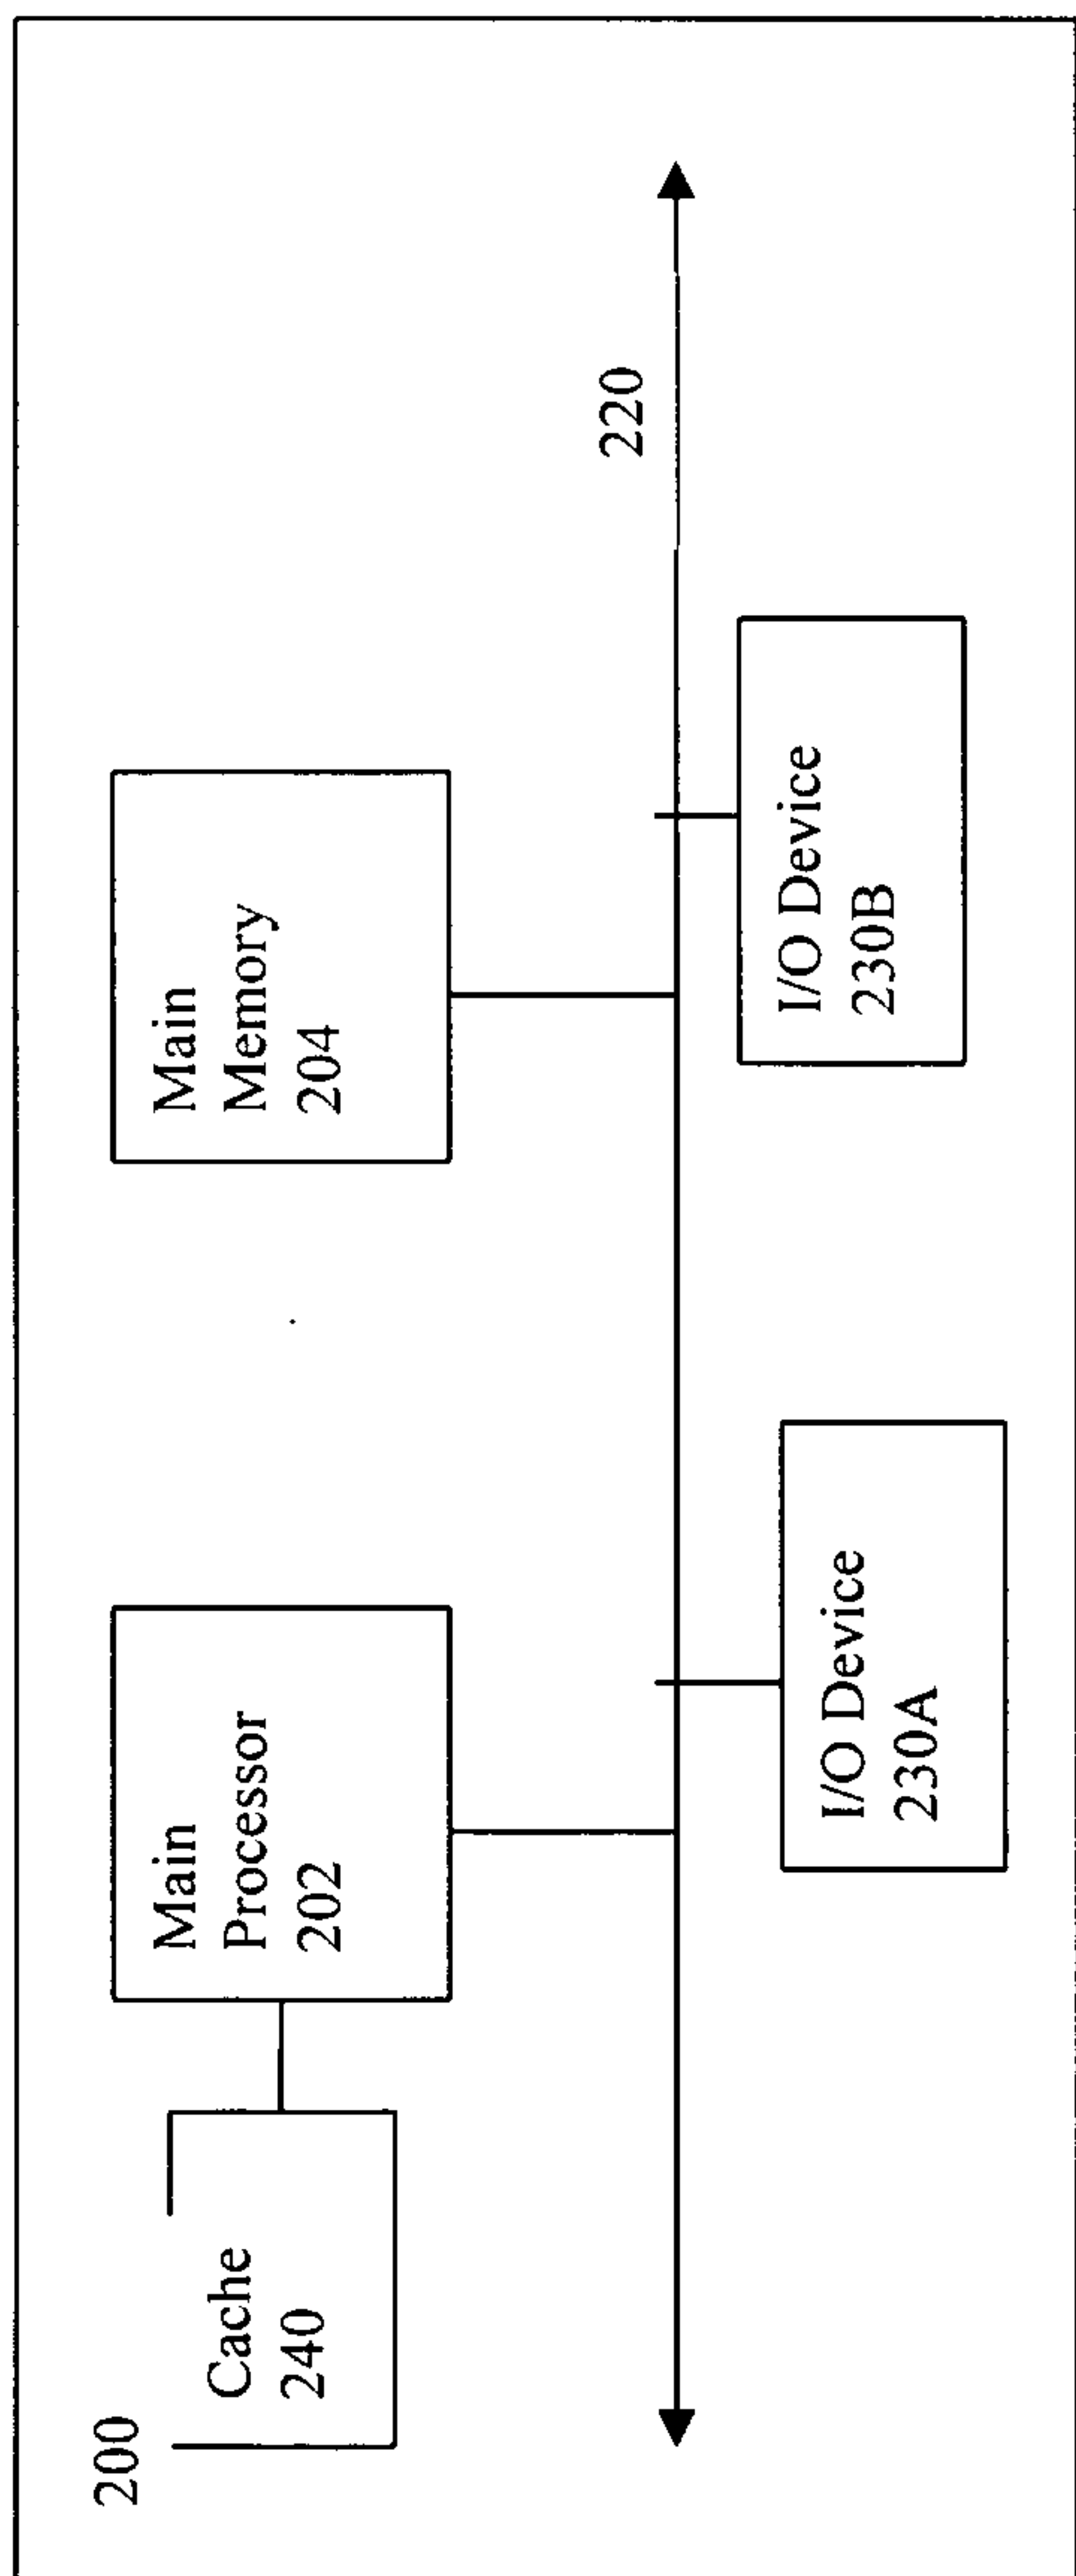 200
Cache
240
Main
Processor
202
Main
Memory
204
220
I/O Device
230A
I/O Device
230B